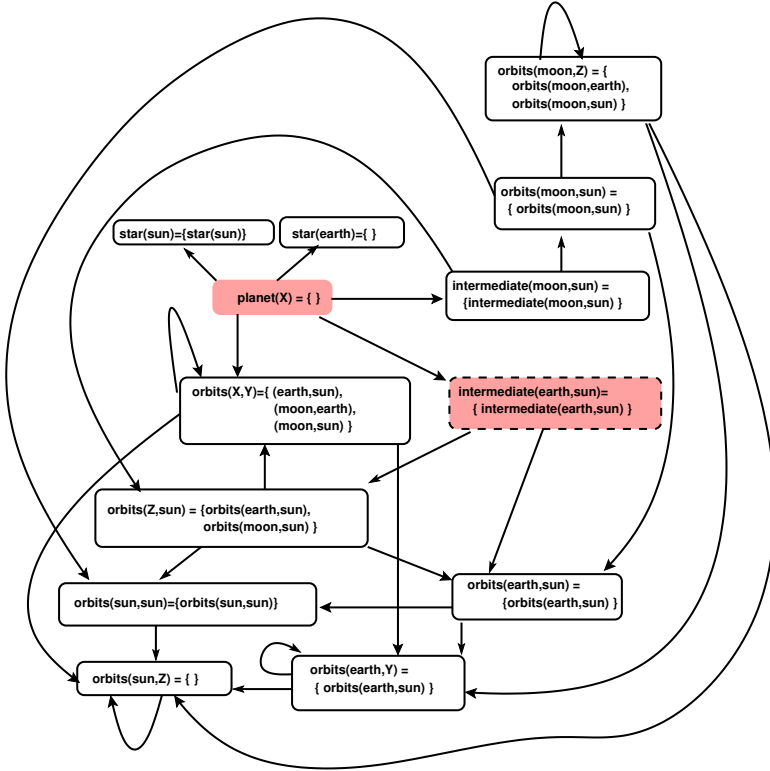 orbits(moon,Z) = {
orbits(moon,earth),
orbits(moon,sun) }
orbits(moon,sun) =
{ orbits(moon,sun) }
star(sun)={star(sun)}
star(earth)={ }
planet(X) = { }
intermediate(moon,sun) =
{intermediate(moon,sun) }
orbits(X,Y)={ (earth,sun),
(moon,earth),
(moon,sun) }
intermediate(earth,sun)=
{ intermediate(earth,sun) }
orbits(Z,sun) = {orbits(earth,sun),
orbits(moon,sun) }
orbits(sun,sun)={orbits(sun,sun)}
orbits(earth,sun) =
{orbits(earth,sun) }
orbits(sun,Z) = { }
orbits(earth,Y) =
{ orbits(earth,sun) }